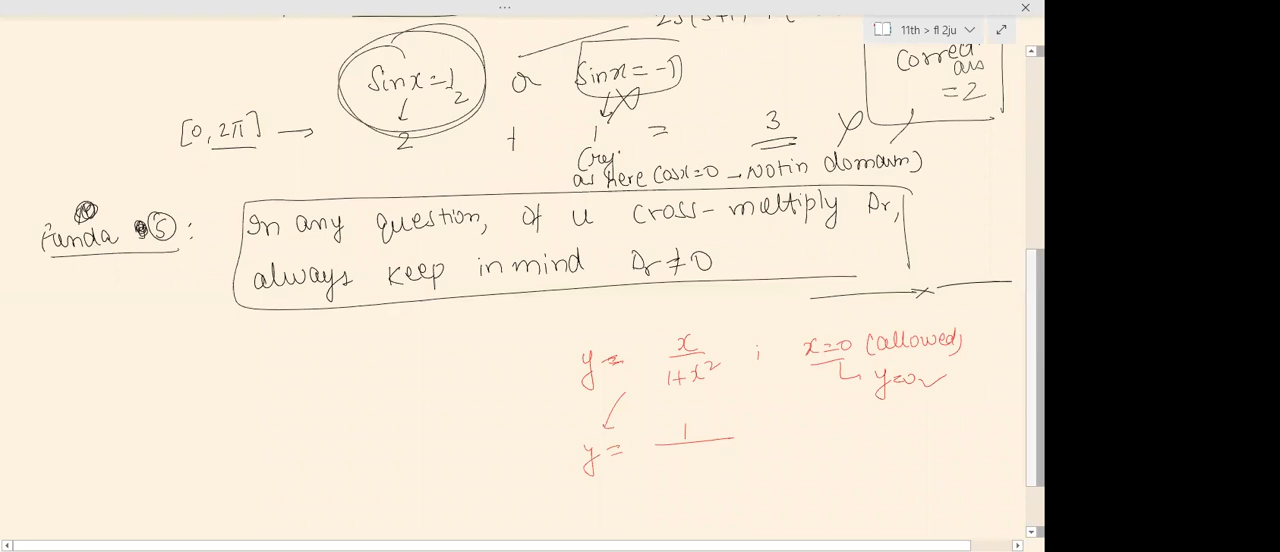 11th > fl 2ju
Sinx = 1/2 or Sinx = -1
Correct ans = 2
[0, 2π] → 2 + 1 = 3
(rej. as here Cosx=0 → Not in domain)
Funda 5 :
In any question, if u cross-multiply Dr,
always keep in mind Dr ≠ 0
y = x/(1+x²) ; x=0 (allowed)
↳ y=0 ✓
y = 1